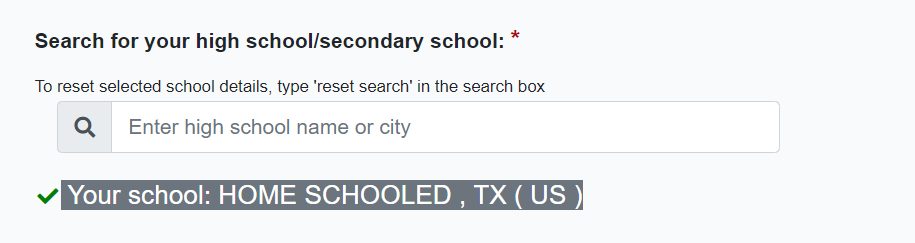 Search for your high school/secondary school: *
To reset selected school details, type 'reset search' in the search box
Enter high school name or city
Your school: HOME SCHOOLED , TX ( US )